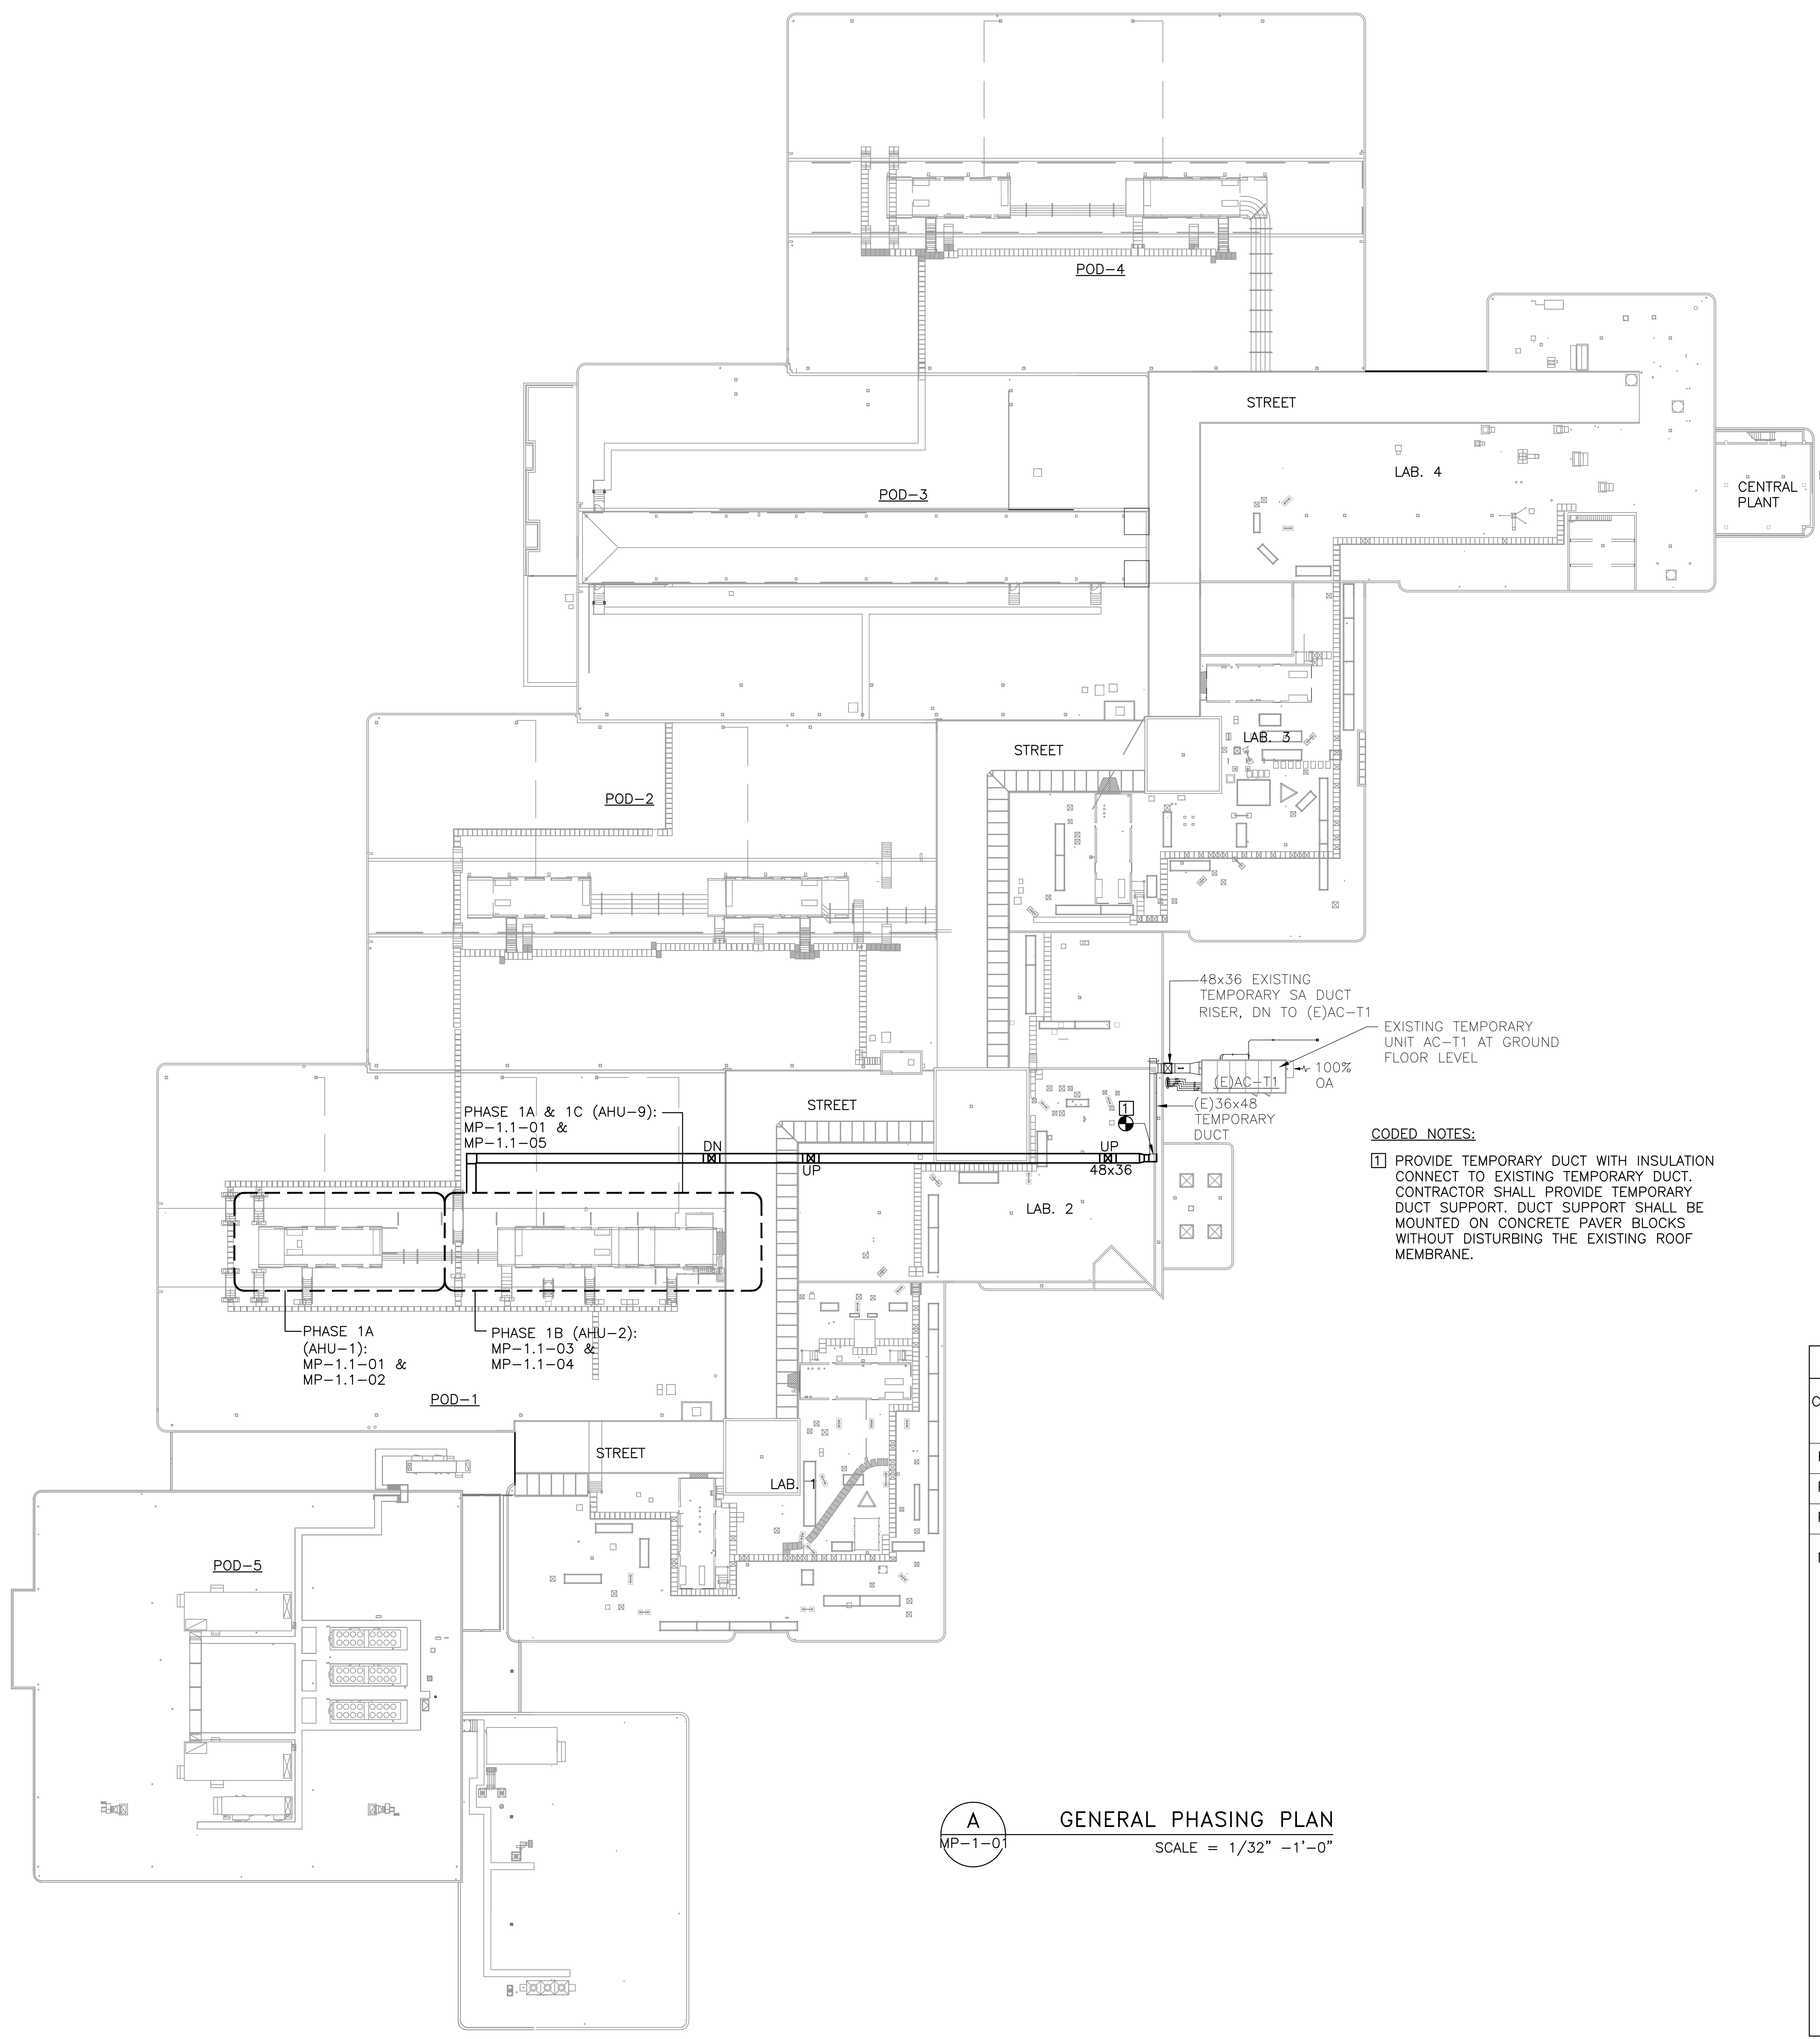 POD-4
STREET
LAB. 4
CENTRAL
PLANT
POD-3
STREET
LAB. 3
POD-2
48x36 EXISTING
TEMPORARY SA DUCT
RISER, DN TO (E)AC-T1
EXISTING TEMPORARY
UNIT AC-T1 AT GROUND
FLOOR LEVEL
100%
OA
(E)AC-T1
(E)36x48
TEMPORARY
DUCT
STREET
PHASE 1A & 1C (AHU-9):
MP-1.1-01 &
MP-1.1-05
DN
UP
UP
48x36
1
CODED NOTES:
1 PROVIDE TEMPORARY DUCT WITH INSULATION
CONNECT TO EXISTING TEMPORARY DUCT.
CONTRACTOR SHALL PROVIDE TEMPORARY
DUCT SUPPORT. DUCT SUPPORT SHALL BE
MOUNTED ON CONCRETE PAVER BLOCKS
WITHOUT DISTURBING THE EXISTING ROOF
MEMBRANE.
LAB. 2
PHASE 1A
(AHU-1):
MP-1.1-01 &
MP-1.1-02
PHASE 1B (AHU-2):
MP-1.1-03 &
MP-1.1-04
POD-1
STREET
LAB. 1
POD-5
A
MP-1-01
GENERAL PHASING PLAN
SCALE = 1/32" -1'-0"